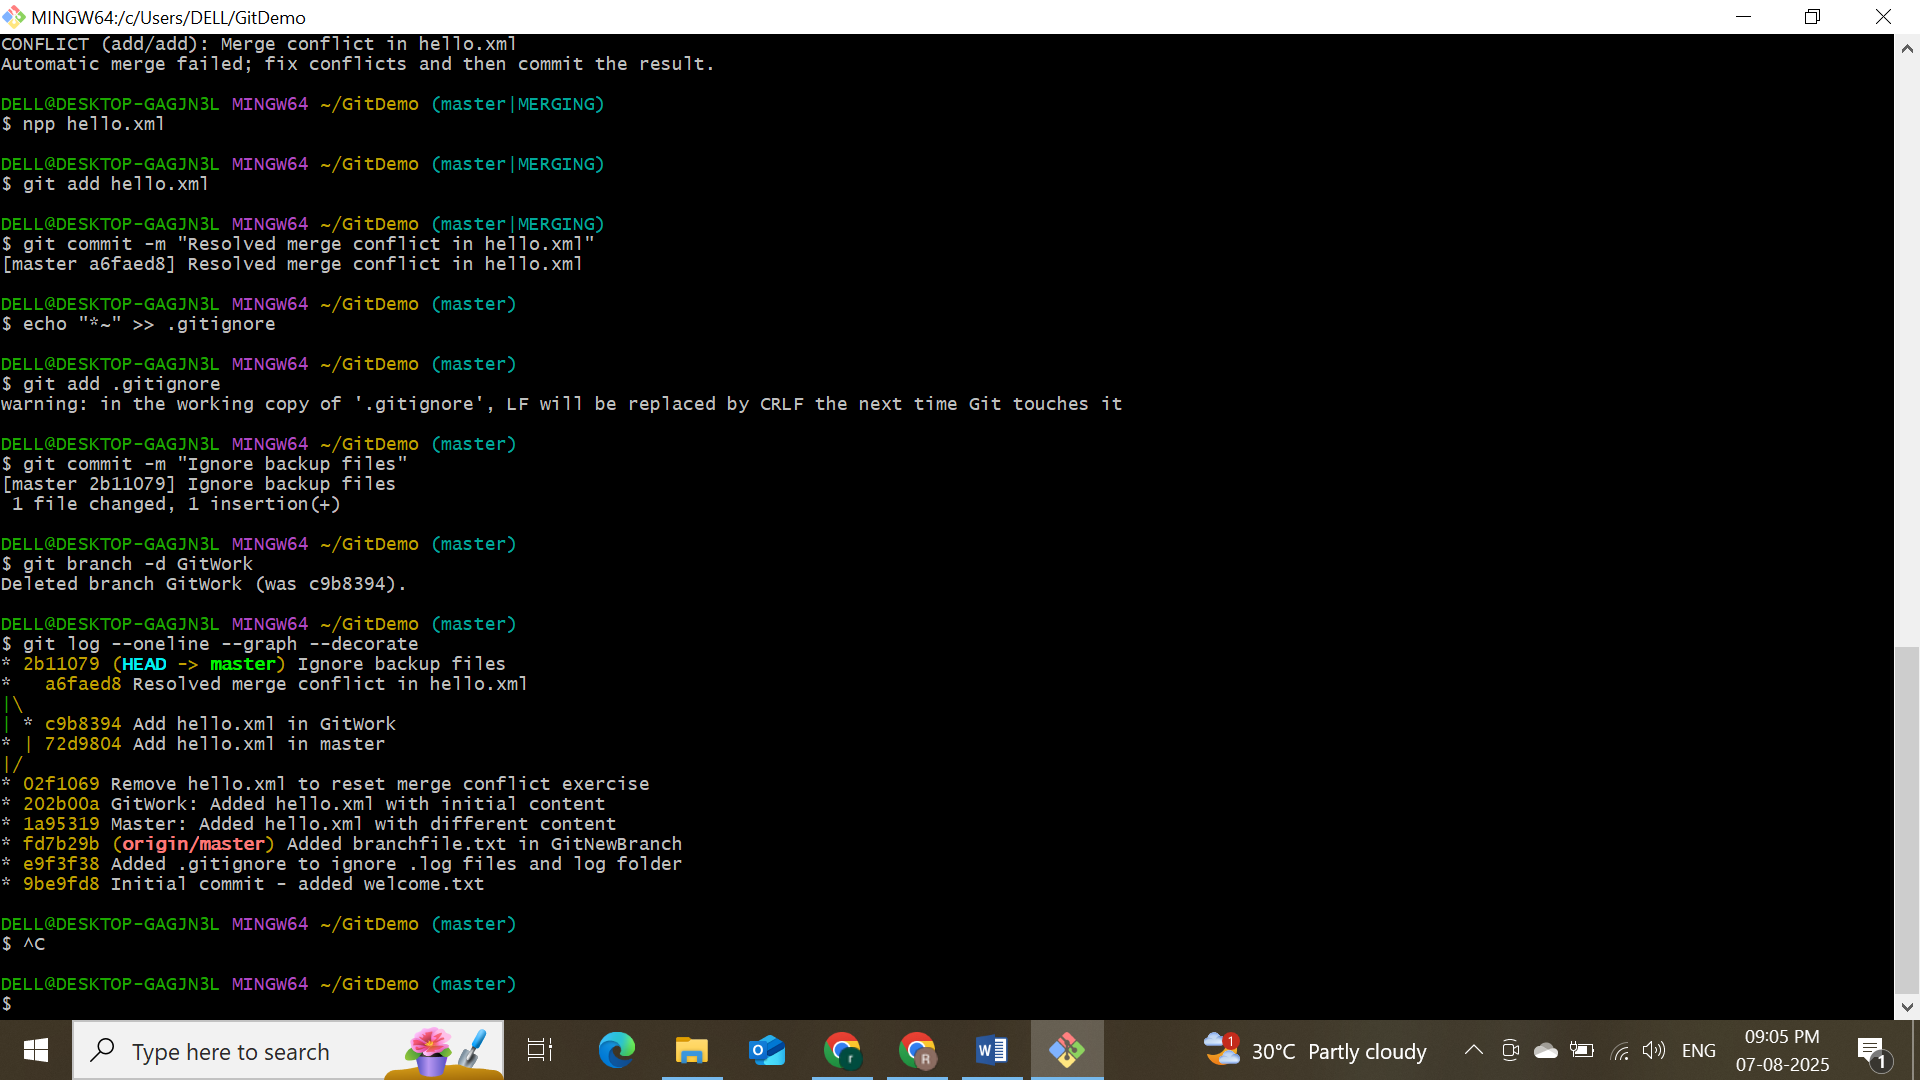 MINGW64:/c/Users/DELL/GitDemo
CONFLICT (add/add): Merge conflict in hello.xml
Automatic merge failed; fix conflicts and then commit the result.
DELL@DESKTOP-GAGJN3L MINGW64 ~/GitDemo (master|MERGING)
$ npp hello.xml
DELL@DESKTOP-GAGJN3L MINGW64 ~/GitDemo (master|MERGING)
$ git add hello.xml
DELL@DESKTOP-GAGJN3L MINGW64 ~/GitDemo (master|MERGING)
$ git commit -m "Resolved merge conflict in hello.xml"
[master a6faed8] Resolved merge conflict in hello.xml
DELL@DESKTOP-GAGJN3L MINGW64 ~/GitDemo (master)
$ echo "*~" >> .gitignore
DELL@DESKTOP-GAGJN3L MINGW64 ~/GitDemo (master)
$ git add .gitignore
warning: in the working copy of '.gitignore', LF will be replaced by CRLF the next time Git touches it
DELL@DESKTOP-GAGJN3L MINGW64 ~/GitDemo (master)
$ git commit -m "Ignore backup files"
[master 2b11079] Ignore backup files
 1 file changed, 1 insertion(+)
DELL@DESKTOP-GAGJN3L MINGW64 ~/GitDemo (master)
$ git branch -d GitWork
Deleted branch GitWork (was c9b8394).
DELL@DESKTOP-GAGJN3L MINGW64 ~/GitDemo (master)
$ git log --oneline --graph --decorate
* 2b11079 (HEAD -> master) Ignore backup files
*   a6faed8 Resolved merge conflict in hello.xml
|\
| * c9b8394 Add hello.xml in GitWork
* | 72d9804 Add hello.xml in master
|/
* 02f1069 Remove hello.xml to reset merge conflict exercise
* 202b00a GitWork: Added hello.xml with initial content
* 1a95319 Master: Added hello.xml with different content
* fd7b29b (origin/master) Added branchfile.txt in GitNewBranch
* e9f3f38 Added .gitignore to ignore .log files and log folder
* 9be9fd8 Initial commit - added welcome.txt
DELL@DESKTOP-GAGJN3L MINGW64 ~/GitDemo (master)
$ ^C
DELL@DESKTOP-GAGJN3L MINGW64 ~/GitDemo (master)
$
Type here to search
r
R
1
30°C Partly cloudy
ENG
09:05 PM
07-08-2025
1